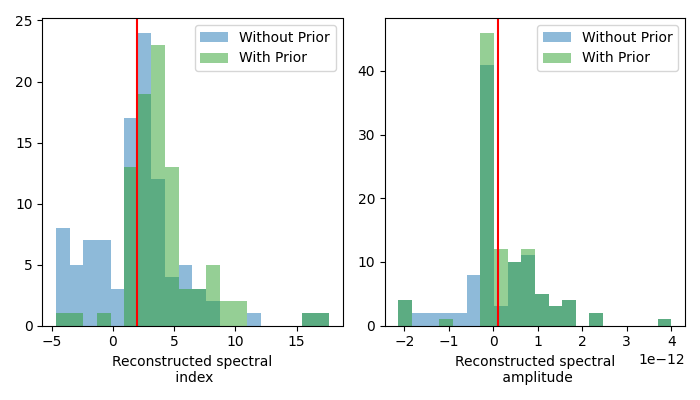 Without Prior
With Prior
25
20
15
10
5
0
−5
0
5
10
15
Reconstructed spectral
index
Without Prior
With Prior
40
30
20
10
0
−2
−1
0
1
2
3
4
1e−12
Reconstructed spectral
amplitude